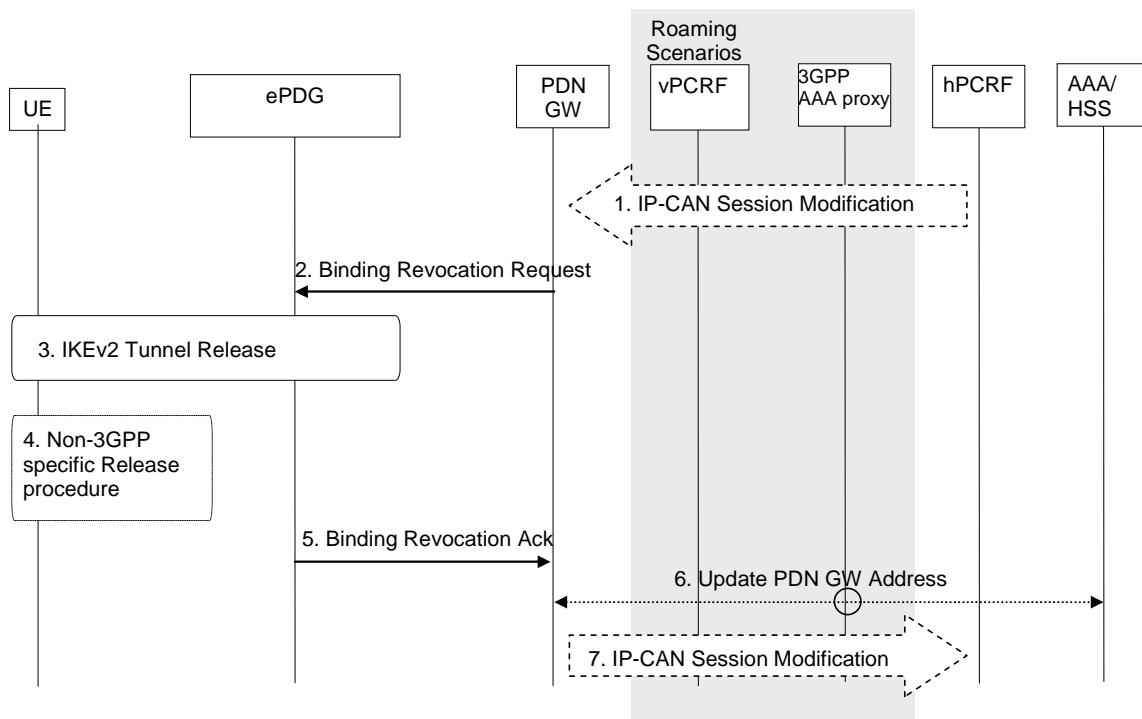 Roaming
Scenarios
UE
ePDG
PDN
GW
vPCRF
3GPP
AAA proxy
hPCRF
AAA/
HSS
1. IP-CAN Session Modification
2. Binding Revocation Request
3. IKEv2 Tunnel Release
4. Non-3GPP
specific Release
procedure
5. Binding Revocation Ack
6. Update PDN GW Address
7. IP-CAN Session Modification